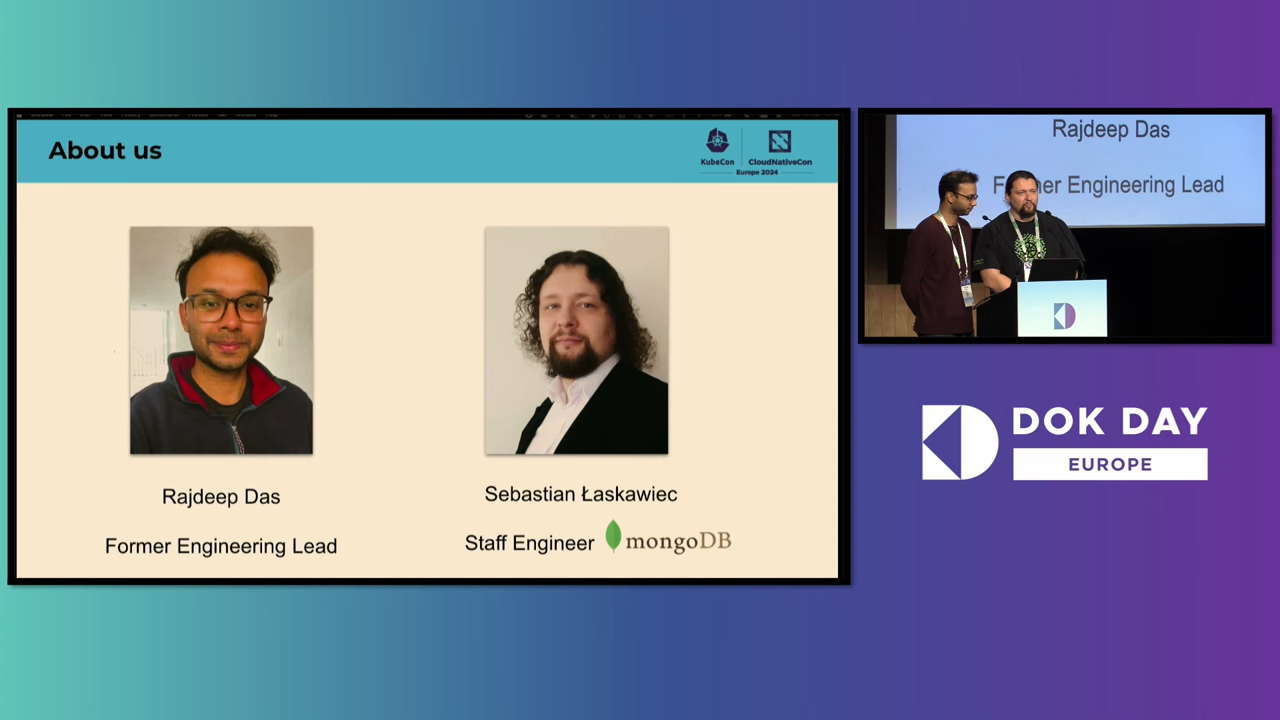 About us
KubeCon
CloudNativeCon
Europe 2024
Rajdeep Das
Former Engineering Lead
Sebastian Łaskawiec
Staff Engineer
mongoDB
Rajdeep Das
Former Engineering Lead
DOK DAY
EUROPE